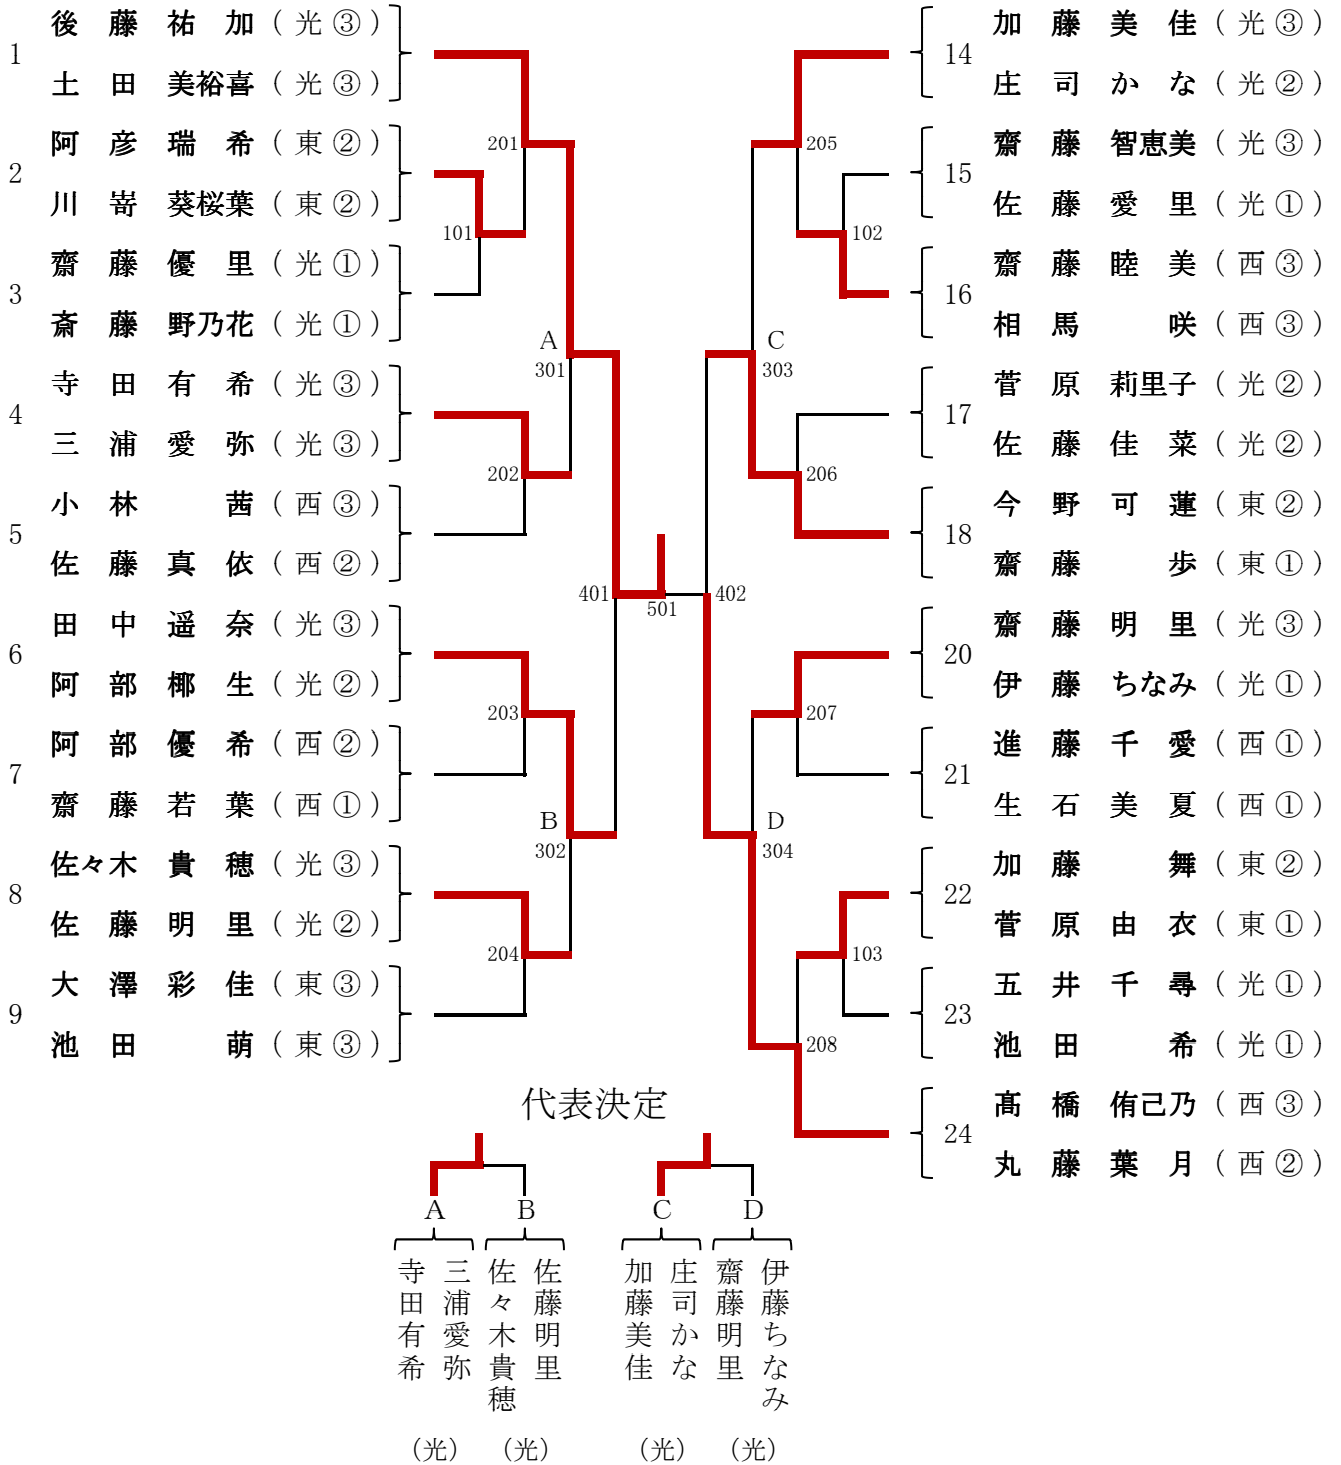 1
後藤祐加(光③)
土田美裕喜(光③)
2
阿彦瑞希(東②)
川嵜葵桜葉(東②)
3
齋藤優里(光①)
斎藤野乃花(光①)
4
寺田有希(光③)
三浦愛弥(光③)
5
小林茜(西③)
佐藤真依(西②)
6
田中遥奈(光③)
阿部椰生(光②)
7
阿部優希(西②)
齋藤若葉(西①)
8
佐々木貴穂(光③)
佐藤明里(光②)
9
大澤彩佳(東③)
池田萌(東③)
201
101
A
301
202
203
B
302
204
401
501
402
205
102
C
303
206
207
D
304
103
208
14
加藤美佳(光③)
庄司かな(光②)
15
齋藤智恵美(光③)
佐藤愛里(光①)
16
齋藤睦美(西③)
相馬咲(西③)
17
菅原莉里子(光②)
佐藤佳菜(光②)
18
今野可蓮(東②)
齋藤歩(東①)
20
齋藤明里(光③)
伊藤ちなみ(光①)
21
進藤千愛(西①)
生石美夏(西①)
22
加藤舞(東②)
菅原由衣(東①)
23
五井千尋(光①)
池田希(光①)
24
髙橋侑己乃(西③)
丸藤葉月(西②)
代表決定
A
B
C
D
寺田有希
三浦愛弥
佐々木貴穂
佐藤明里
加藤美佳
庄司かな
齋藤明里
伊藤ちなみ
(光)
(光)
(光)
(光)